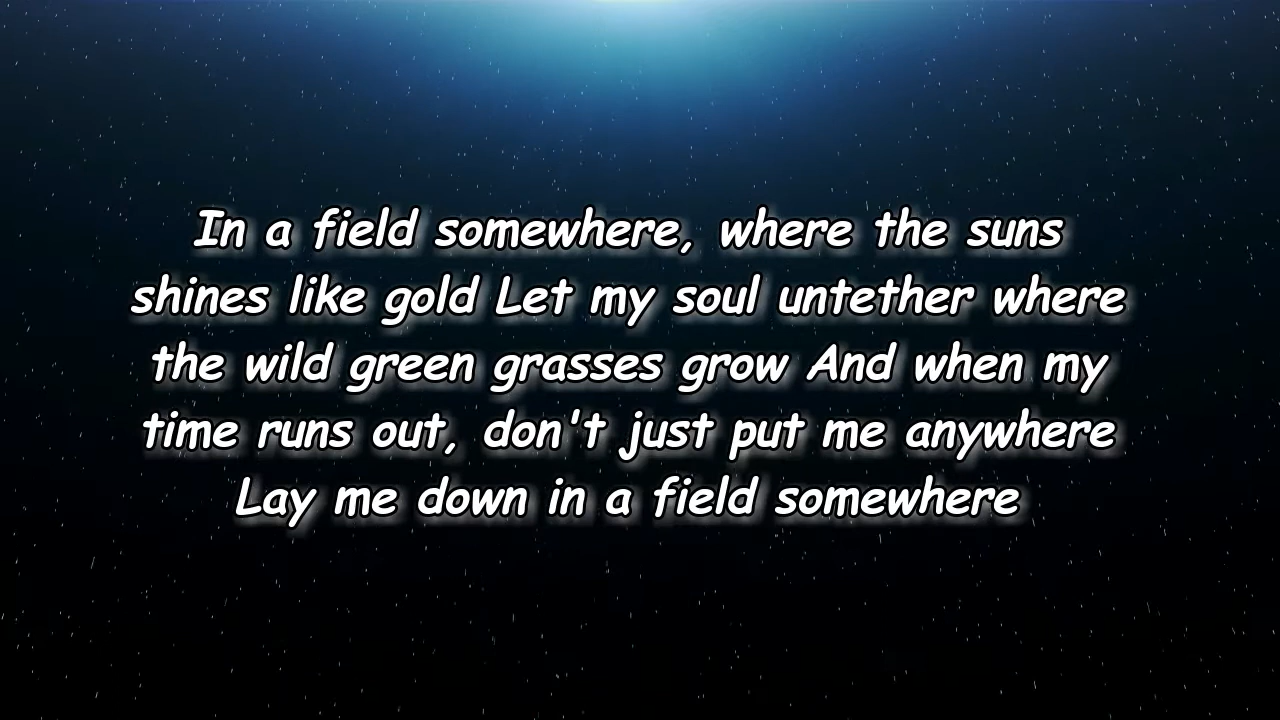 In a field somewhere, where the suns
shines like gold Let my soul untether where
the wild green grasses grow And when my
time runs out, don't just put me anywhere
Lay me down in a field somewhere